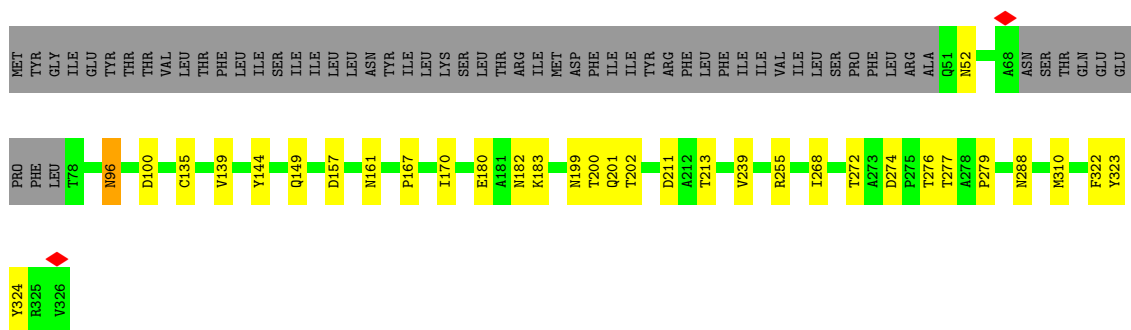 MET TYR GLY ILE GLU TYR THR THR VAL LEU THR PHE LEU ILE SER ILE ILE LEU LEU ASN TYR ILE LEU LYS SER LEU THR ARG ILE MET ASP PHE ILE ILE TYR ARG PHE LEU PHE ILE ILE VAL ILE LEU SER PRO PHE LEU ARG ALA Q51 N52 A68 ASN SER THR GLN GLU GLU
PRO PHE LEU T78 N96 D100 C135 V139 Y144 Q149 D157 N161 P167 I170 E180 A181 N182 K183 N199 T200 Q201 T202 D211 A212 T213 V239 R255 I268 T272 A273 D274 P275 T276 T277 A278 P279 N288 M310 F322 Y323
Y324 R325 V326